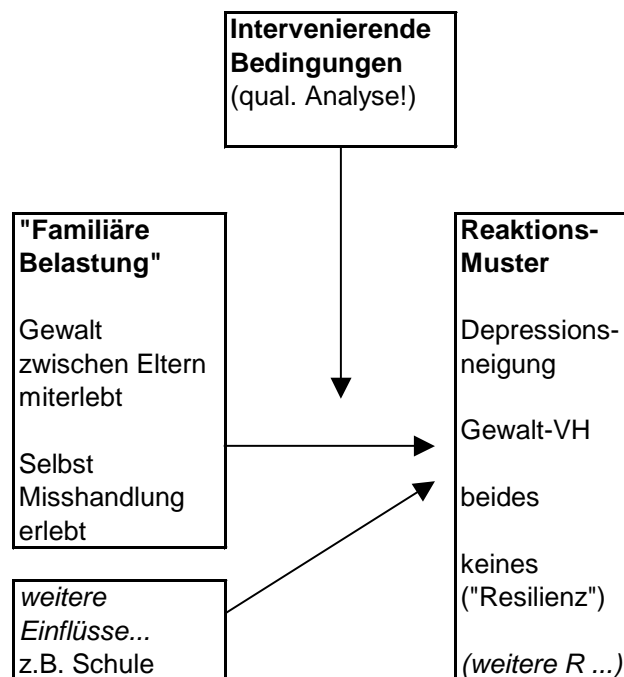 Intervenierende
Bedingungen
(qual. Analyse!)
"Familiäre
Belastung"
Gewalt
zwischen Eltern
miterlebt
Selbst
Misshandlung
erlebt
weitere
Einflüsse...
z.B. Schule
Reaktions-
Muster
Depressions-
neigung
Gewalt-VH
beides
keines
("Resilienz")
(weitere R ...)